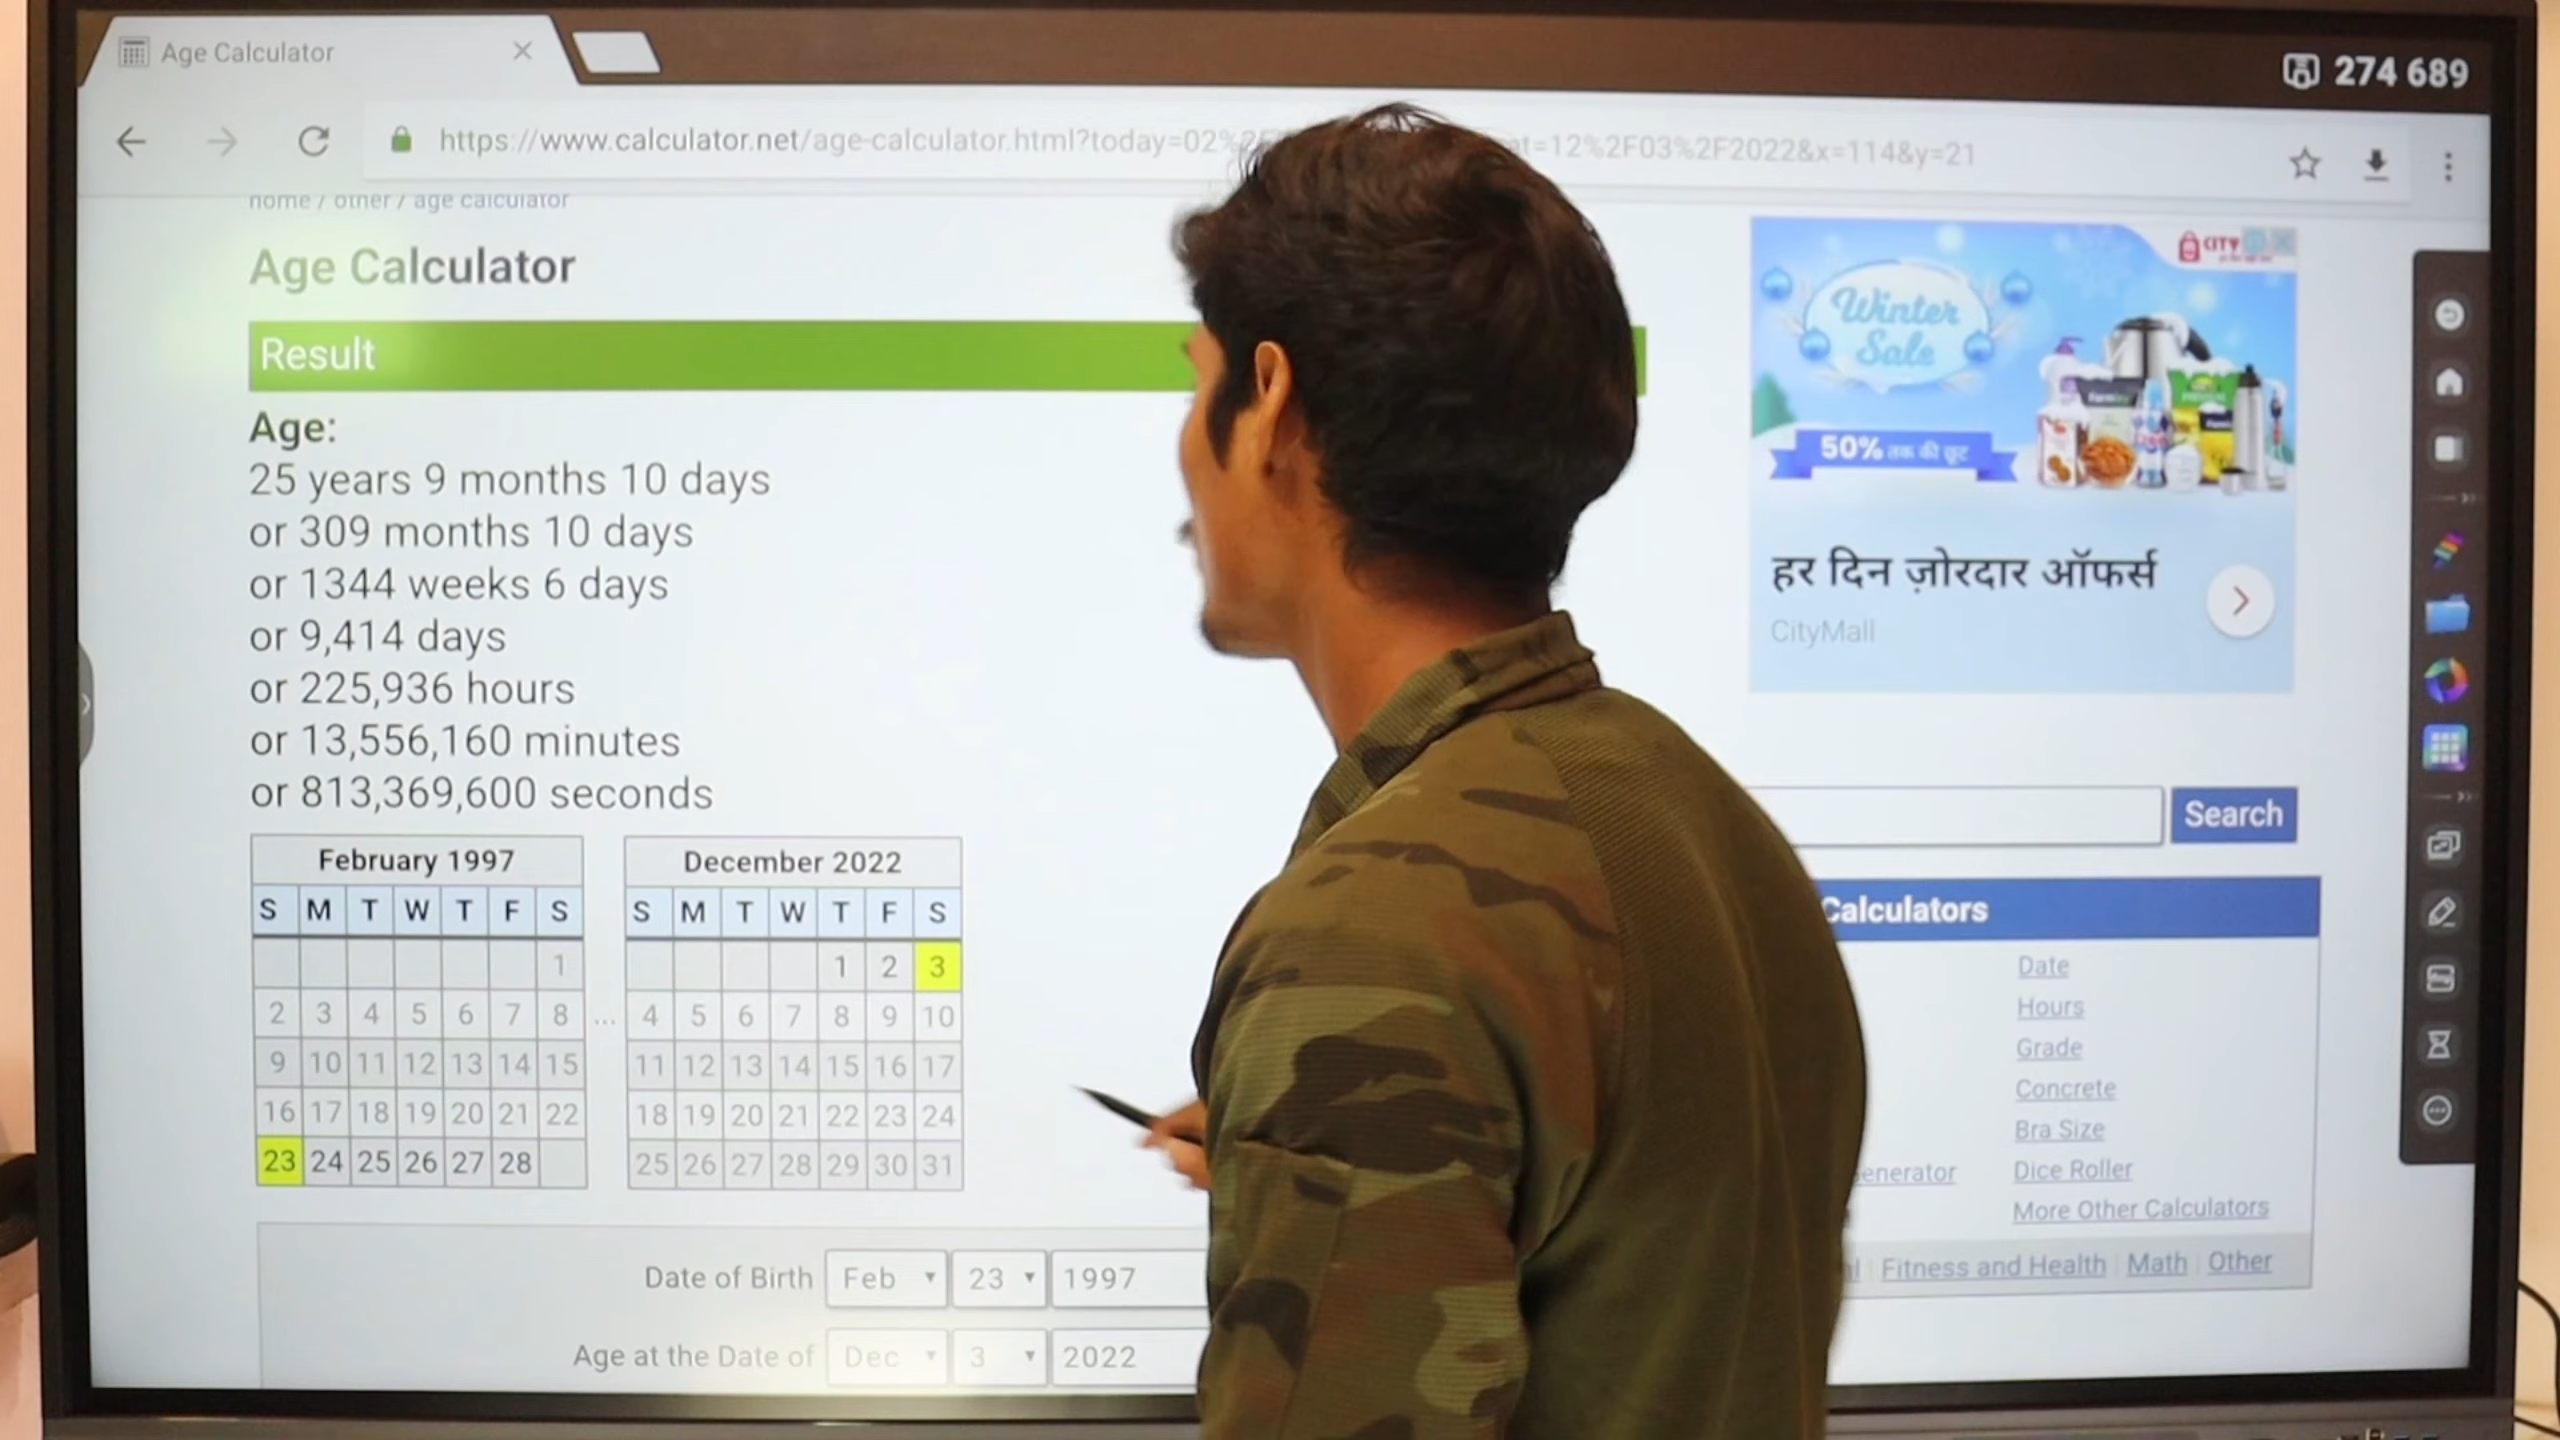 Age Calculator
274 689
https://www.calculator.net/age-calculator.html?today=02%2F
at=12%2F03%2F2022&x=114&y=21
home / other / age calculator
Age Calculator
Result
Age:
25 years 9 months 10 days
or 309 months 10 days
or 1344 weeks 6 days
or 9,414 days
or 225,936 hours
or 13,556,160 minutes
or 813,369,600 seconds
February 1997
S M T W T F S
1
2 3 4 5 6 7 8
9 10 11 12 13 14 15
16 17 18 19 20 21 22
23 24 25 26 27 28
...
December 2022
S M T W T F S
1 2 3
4 5 6 7 8 9 10
11 12 13 14 15 16 17
18 19 20 21 22 23 24
25 26 27 28 29 30 31
Date of Birth Feb 23 1997
Age at the Date of Dec 3 2022
CITY
Winter
Sale
50% तक की छूट
हर दिन ज़ोरदार ऑफर्स
CityMall
Search
Calculators
Date
Hours
Grade
Concrete
Bra Size
enerator Dice Roller
More Other Calculators
Fitness and Health Math Other